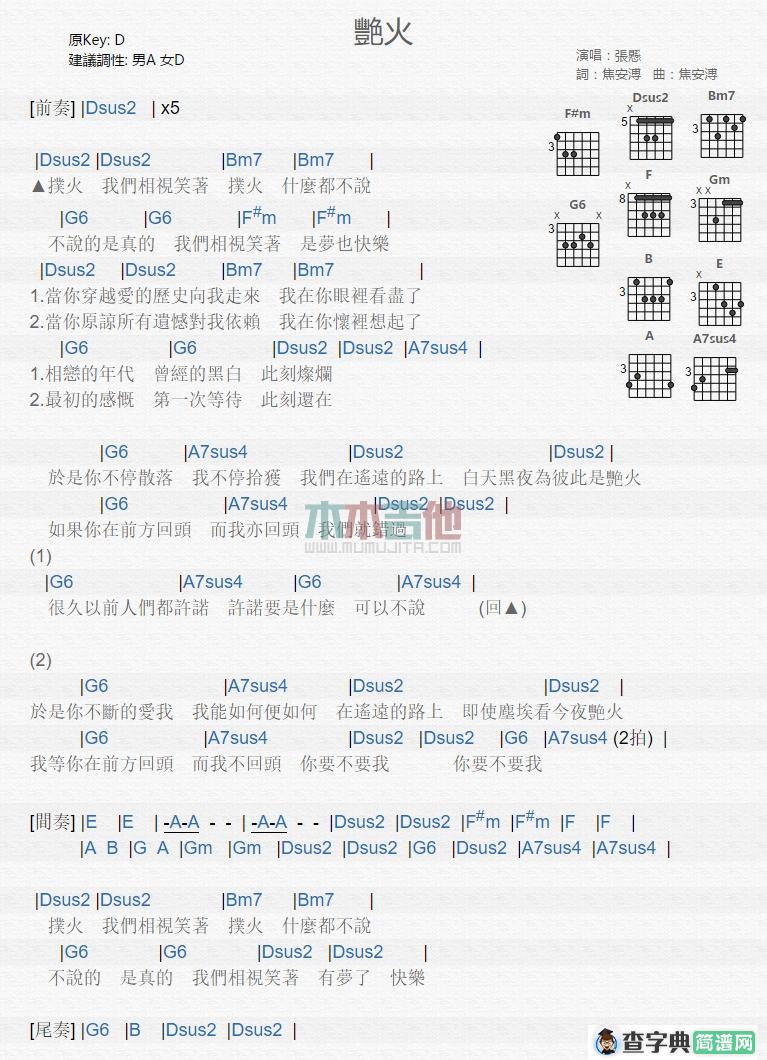 艷火
原Key: D
建議調性: 男A 女D
演唱：張懸
詞：焦安溥　曲：焦安溥
F#m
3
X
Dsus2
5
Bm7
3
G6
X X
3
F
X
8
Gm
X X
3
B
3
E
X
3
A
3
A7sus4
3
[前奏] |Dsus2 | x5
|Dsus2 |Dsus2 |Bm7 |Bm7 |
▲撲火　我們相視笑著　撲火　什麼都不說
|G6 |G6 |F#m |F#m |
不說的是真的　我們相視笑著　是夢也快樂
|Dsus2 |Dsus2 |Bm7 |Bm7 |
1.當你穿越愛的歷史向我走來　我在你眼裡看盡了
2.當你原諒所有遺憾對我依賴　我在你懷裡想起了
|G6 |G6 |Dsus2 |Dsus2 |A7sus4 |
1.相戀的年代　曾經的黑白　此刻燦爛
2.最初的感慨　第一次等待　此刻還在
|G6 |A7sus4 |Dsus2 |Dsus2 |
於是你不停散落　我不停拾獲　我們在遙遠的路上　白天黑夜為彼此是艷火
|G6 |A7sus4 |Dsus2 |Dsus2 |
如果你在前方回頭　而我亦回頭　我們就錯過
木木吉他
WWW.MUMUJITA.COM
(1)
|G6 |A7sus4 |G6 |A7sus4 |
很久以前人們都許諾　許諾要是什麼　可以不說　(回▲)
(2)
|G6 |A7sus4 |Dsus2 |Dsus2 |
於是你不斷的愛我　我能如何便如何　在遙遠的路上　即使塵埃看今夜艷火
|G6 |A7sus4 |Dsus2 |Dsus2 |G6 |A7sus4 (2拍) |
我等你在前方回頭　而我不回頭　你要不要我　你要不要我
[間奏] |E |E | -A-A - - | -A-A - - |Dsus2 |Dsus2 |F#m |F#m |F |F |
|A B |G A |Gm |Gm |Dsus2 |Dsus2 |G6 |Dsus2 |A7sus4 |A7sus4 |
|Dsus2 |Dsus2 |Bm7 |Bm7 |
撲火　我們相視笑著　撲火　什麼都不說
|G6 |G6 |Dsus2 |Dsus2 |
不說的　是真的　我們相視笑著　有夢了　快樂
[尾奏] |G6 |B |Dsus2 |Dsus2 |
查字典简谱网